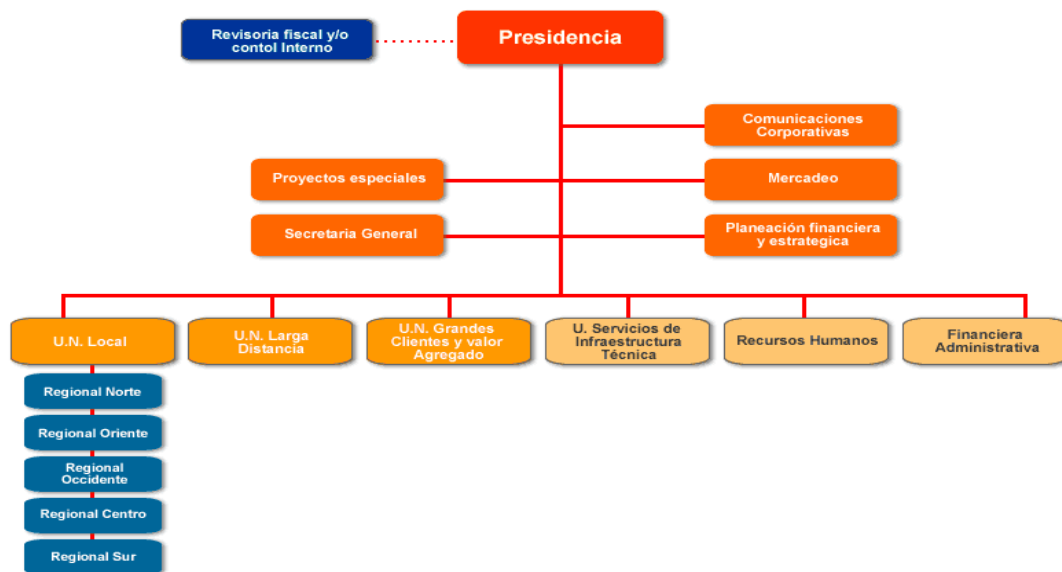 Revisoria fiscal y/o
contol Interno
Presidencia
Comunicaciones
Corporativas
Proyectos especiales
Mercadeo
Secretaria General
Planeación financiera
y estrategica
U.N. Local
U.N. Larga
Distancia
U.N. Grandes
Clientes y valor
Agregado
U. Servicios de
Infraestructura
Técnica
Recursos Humanos
Financiera
Administrativa
Regional Norte
Regional Oriente
Regional
Occidente
Regional Centro
Regional Sur